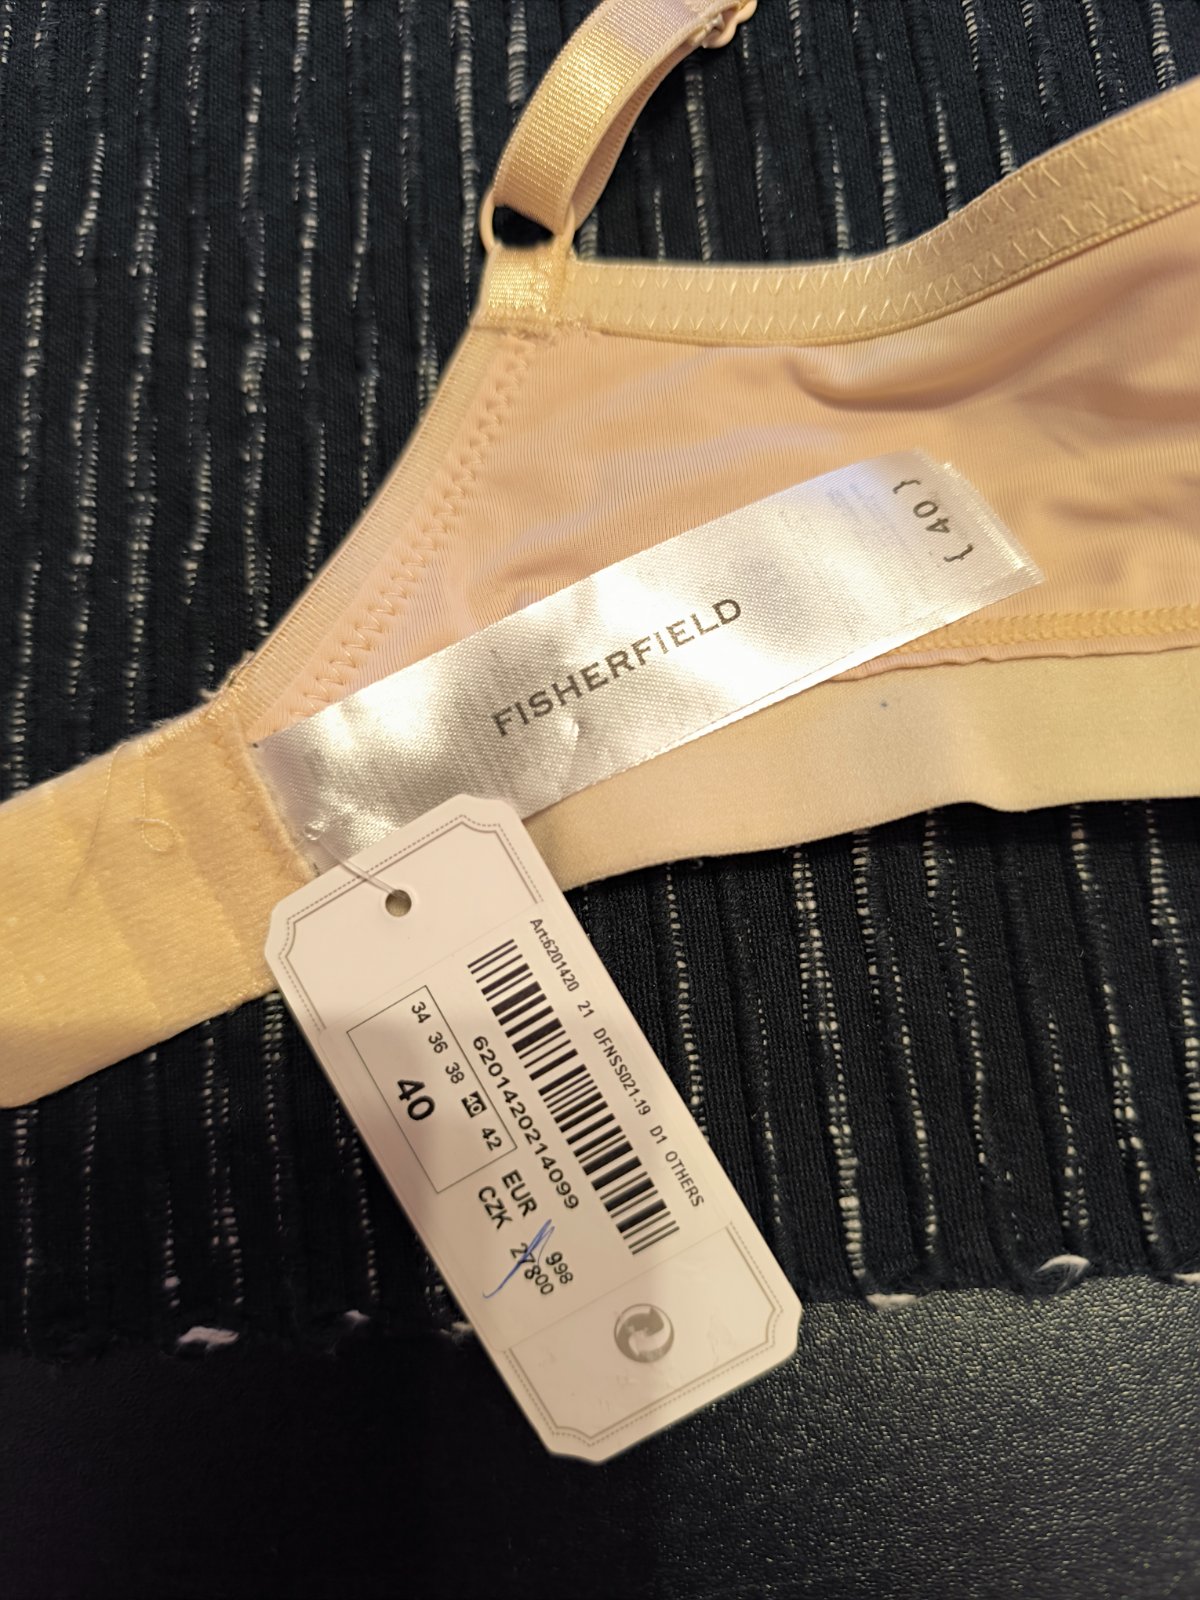 FISHERFIELD
{ 40 }
Art:6201420 21 DFNSS021-19 D1 OTHERS
6201420214099
34 36 38 40 42
40
EUR 998
CZK 27800